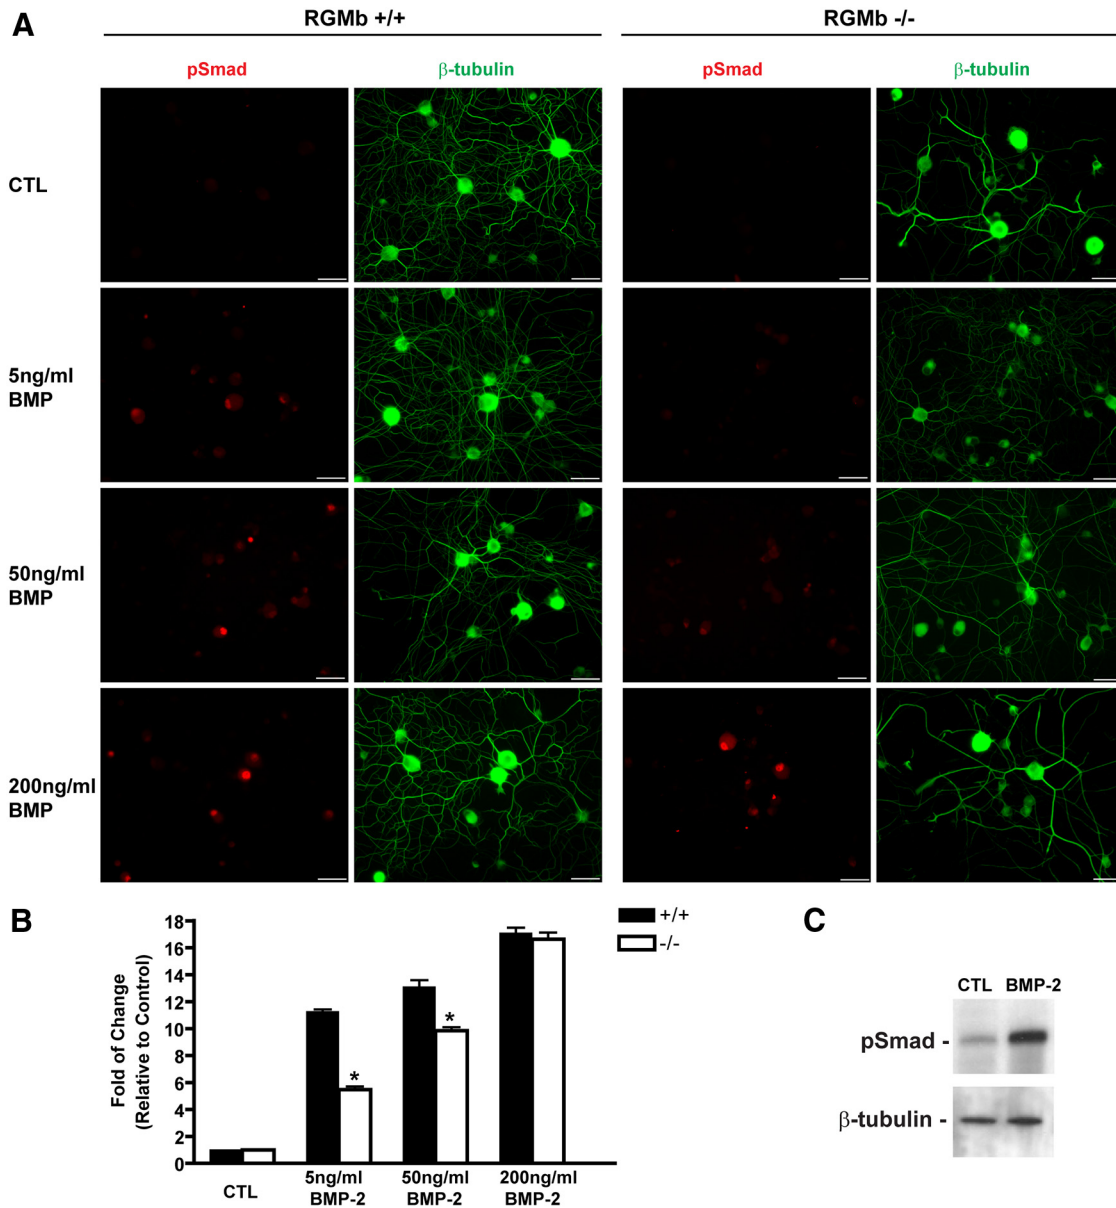 A
RGMb +/+
RGMb -/-
pSmad
β-tubulin
pSmad
β-tubulin
CTL
5ng/ml
BMP
50ng/ml
BMP
200ng/ml
BMP
B
Fold of Change
(Relative to Control)
18
16
14
12
10
8
6
4
2
0
*
*
CTL
5ng/ml
BMP-2
50ng/ml
BMP-2
200ng/ml
BMP-2
+/+
-/-
C
CTL BMP-2
pSmad -
β-tubulin -